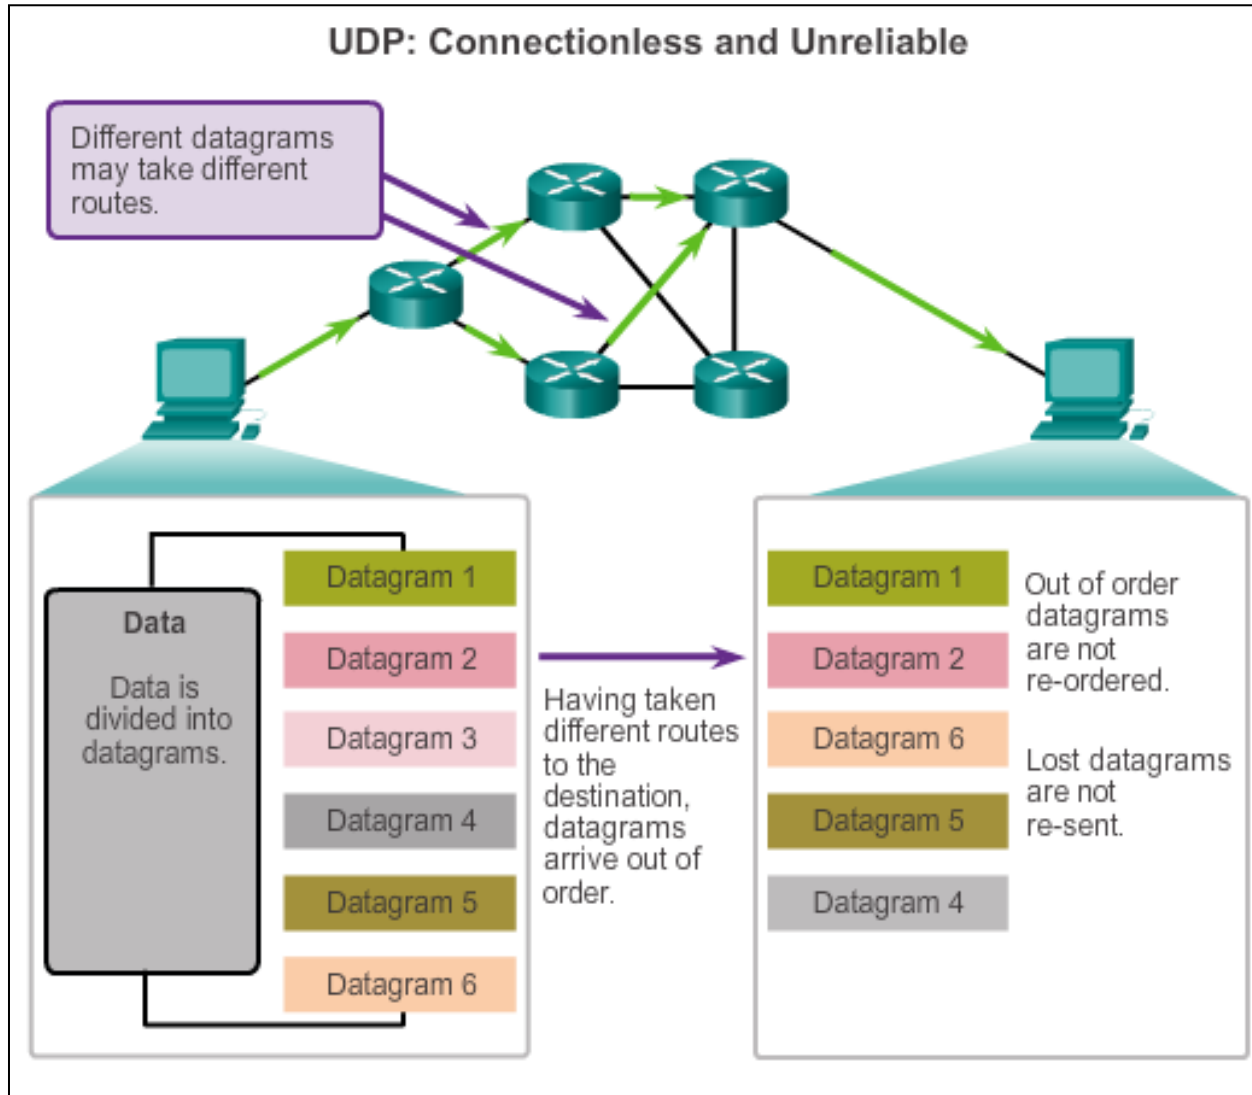 UDP: Connectionless and Unreliable
Different datagrams
may take different
routes.
Data
Data is
divided into
datagrams.
Datagram 1
Datagram 2
Datagram 3
Datagram 4
Datagram 5
Datagram 6
Having taken
different routes
to the
destination,
datagrams
arrive out of
order.
Datagram 1
Datagram 2
Datagram 6
Datagram 5
Datagram 4
Out of order
datagrams
are not
re-ordered.
Lost datagrams
are not
re-sent.